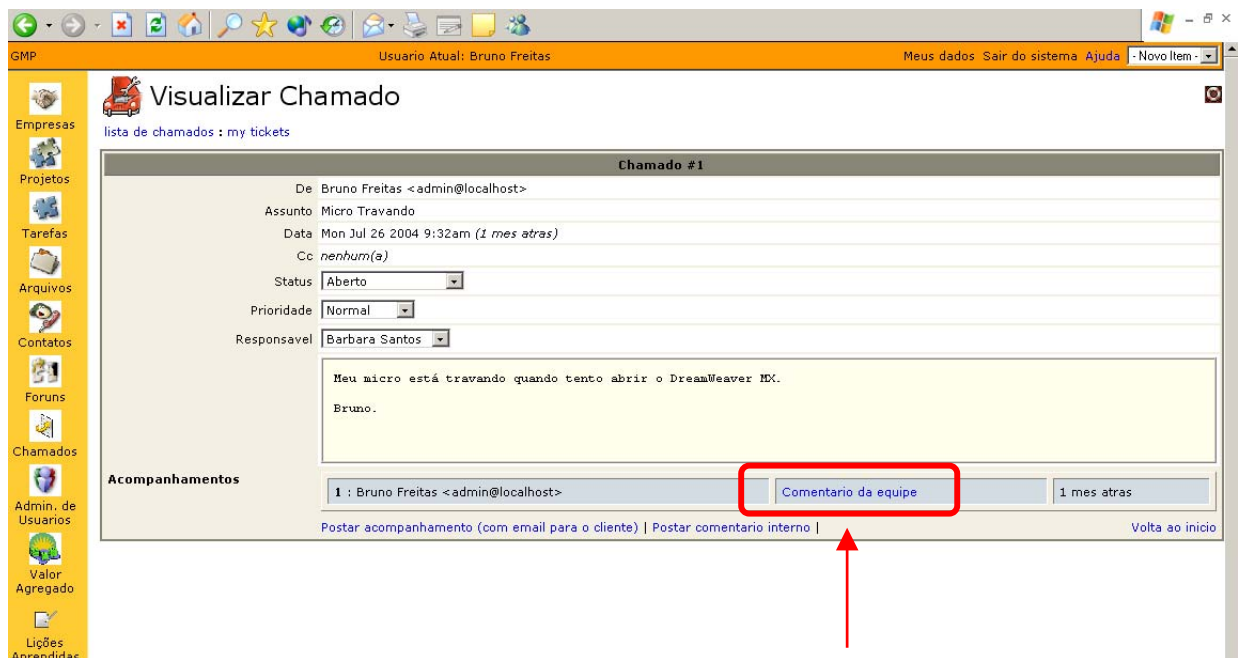 GMP Usuario Atual: Bruno Freitas Meus dados Sair do sistema Ajuda - Novo Item -
Visualizar Chamado
lista de chamados : my tickets
Empresas
Projetos
Tarefas
Arquivos
Contatos
Foruns
Chamados
Admin. de
Usuarios
Valor
Agregado
Lições
Aprendidas
Chamado #1
De Bruno Freitas <admin@localhost>
Assunto Micro Travando
Data Mon Jul 26 2004 9:32am (1 mes atras)
Cc nenhum(a)
Status Aberto
Prioridade Normal
Responsavel Barbara Santos
Meu micro está travando quando tento abrir o DreamWeaver MX.
Bruno.
Acompanhamentos
1 : Bruno Freitas <admin@localhost> Comentario da equipe 1 mes atras
Postar acompanhamento (com email para o cliente) | Postar comentario interno | Volta ao inicio